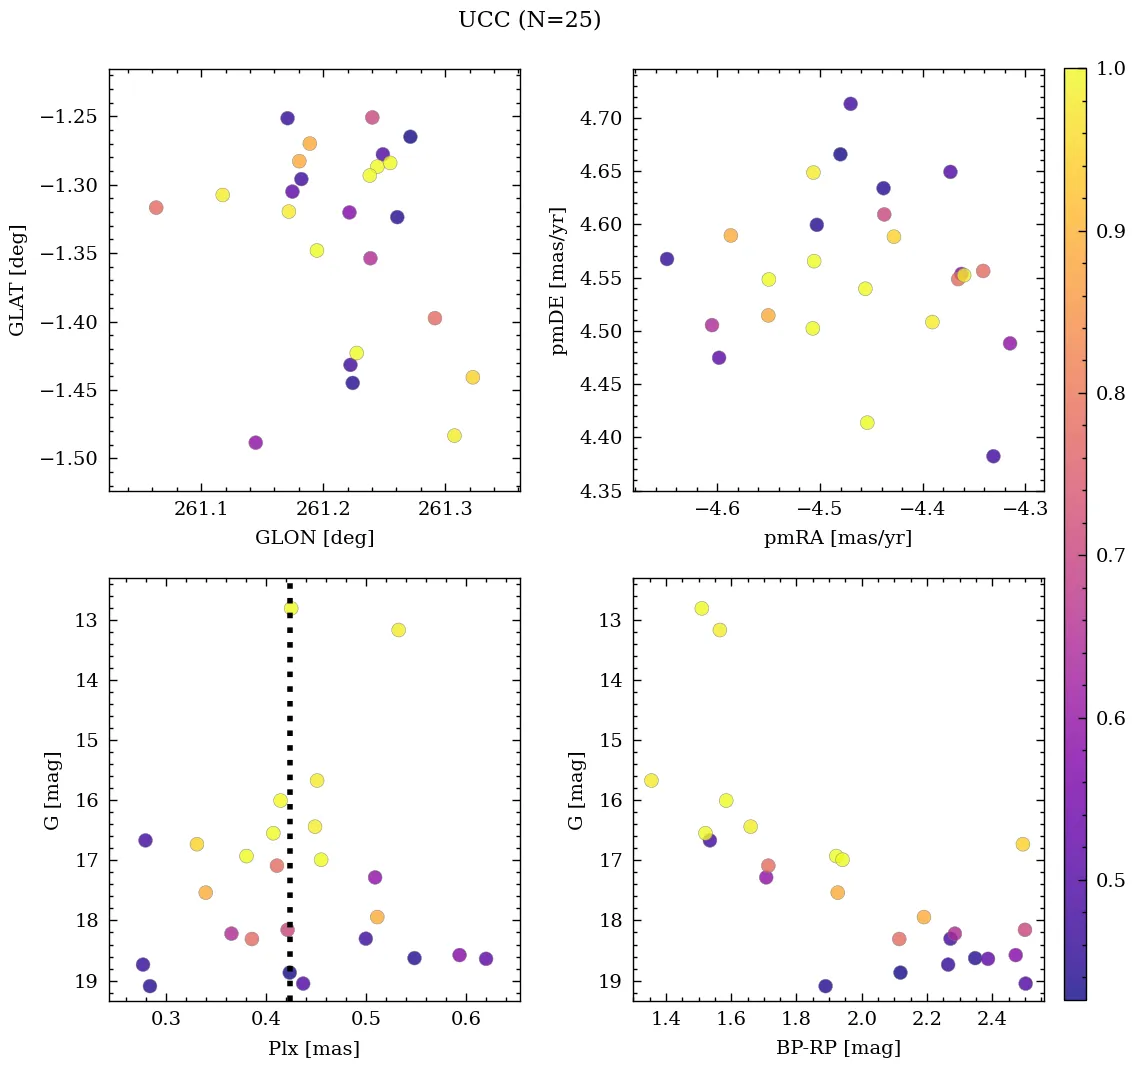 UCC (N=25)
−1.25
−1.30
−1.35
−1.40
−1.45
−1.50
GLAT [deg]
261.1 261.2 261.3
GLON [deg]
4.70
4.65
4.60
4.55
4.50
4.45
4.40
4.35
pmDE [mas/yr]
−4.6 −4.5 −4.4 −4.3
pmRA [mas/yr]
13
14
15
16
17
18
19
G [mag]
0.3 0.4 0.5 0.6
Plx [mas]
13
14
15
16
17
18
19
G [mag]
1.4 1.6 1.8 2.0 2.2 2.4
BP-RP [mag]
1.0
0.9
0.8
0.7
0.6
0.5